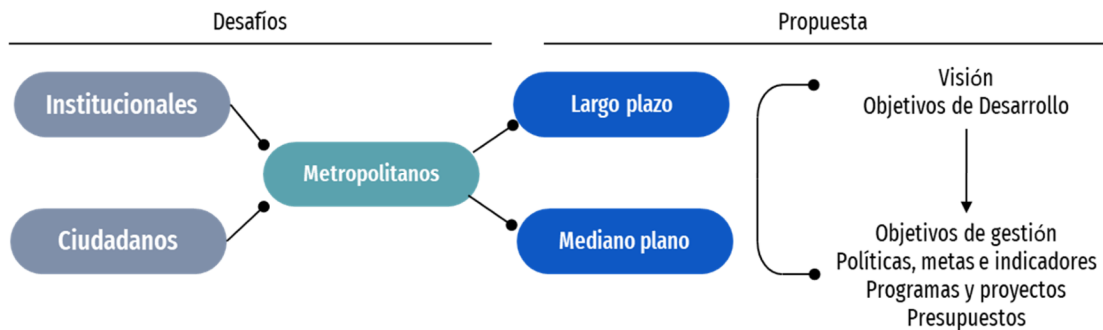 Desafíos
Propuesta
Institucionales
Ciudadanos
Metropolitanos
Largo plazo
Mediano plano
Visión
Objetivos de Desarrollo
Objetivos de gestión
Políticas, metas e indicadores
Programas y proyectos
Presupuestos